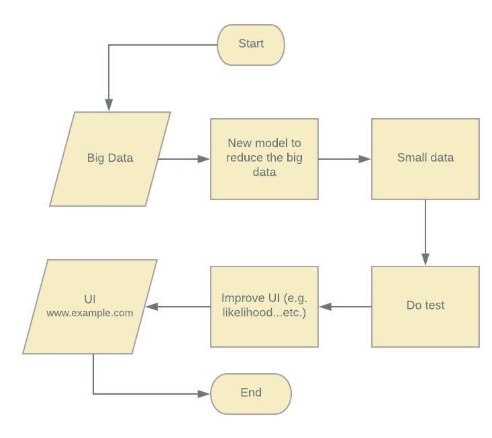 Start
Big Data
New model to
reduce the big
data
Small data
Do test
Improve UI (e.g.
likelihood...etc.)
UI
www.example.com
End